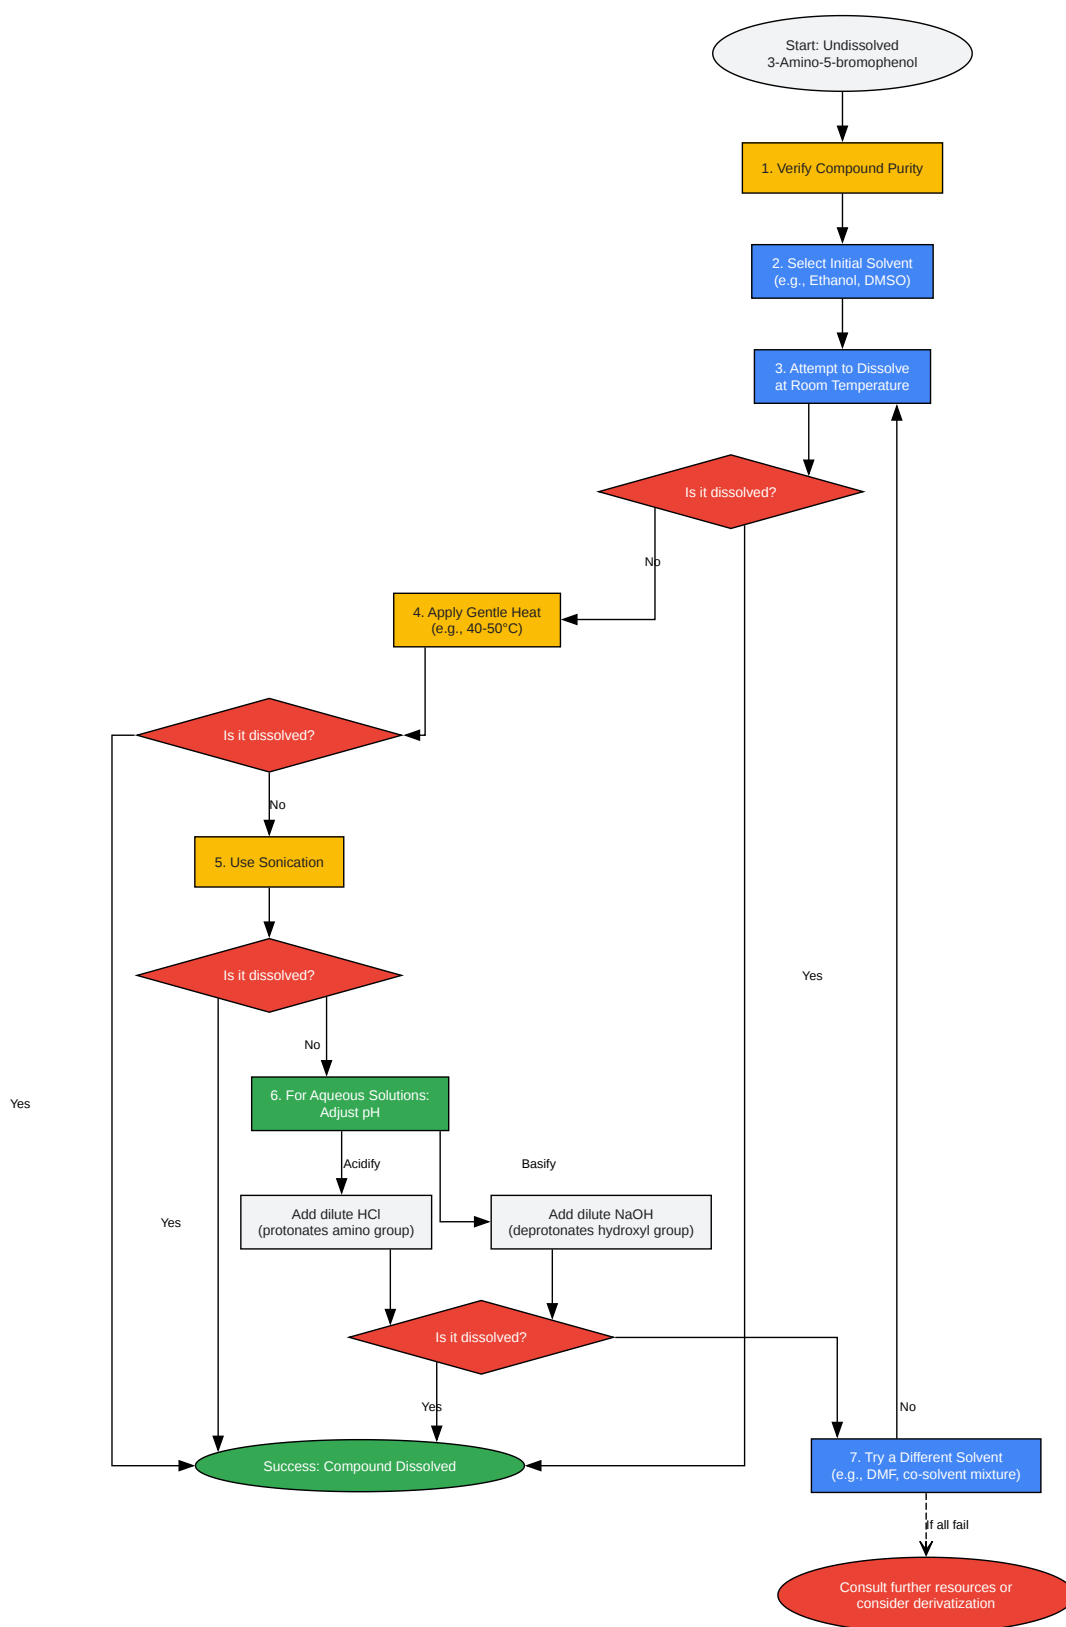 Start: Undissolved
3-Amino-5-bromophenol
1. Verify Compound Purity
2. Select Initial Solvent
(e.g., Ethanol, DMSO)
3. Attempt to Dissolve
at Room Temperature
Is it dissolved?
No
4. Apply Gentle Heat
(e.g., 40-50°C)
Is it dissolved?
No
5. Use Sonication
Is it dissolved?
Yes
No
Yes
6. For Aqueous Solutions:
Adjust pH
Acidify
Basify
Yes
Add dilute HCl
(protonates amino group)
Add dilute NaOH
(deprotonates hydroxyl group)
Is it dissolved?
Yes
No
Success: Compound Dissolved
7. Try a Different Solvent
(e.g., DMF, co-solvent mixture)
If all fail
Consult further resources or
consider derivatization